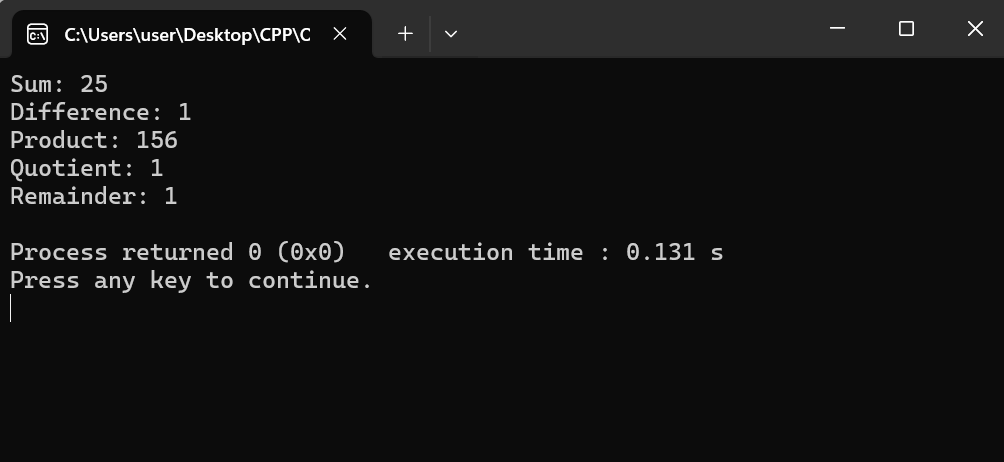 C:\Users\user\Desktop\CPP\C
Sum: 25
Difference: 1
Product: 156
Quotient: 1
Remainder: 1
Process returned 0 (0x0)   execution time : 0.131 s
Press any key to continue.